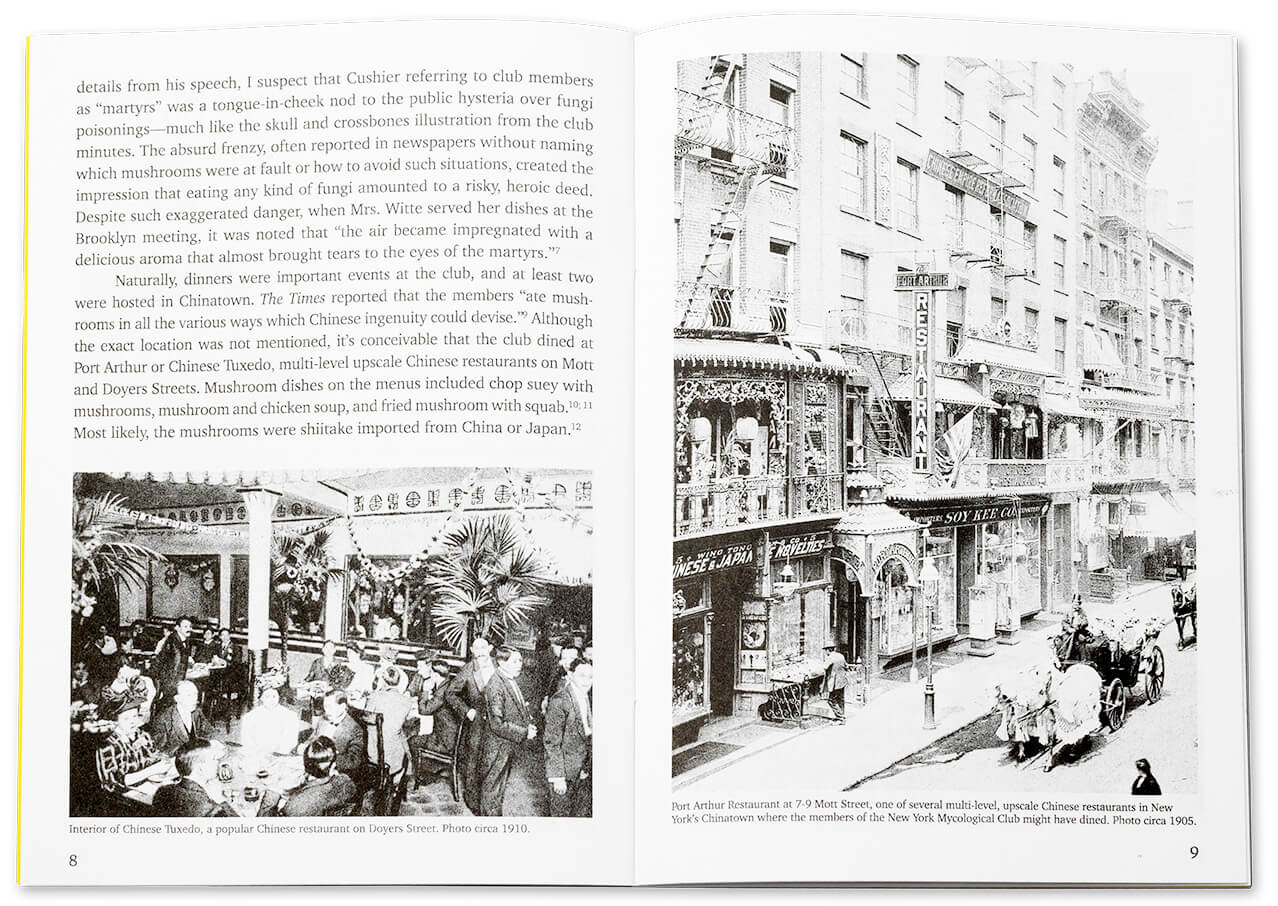 details from his speech, I suspect that Cushier referring to club members
as “martyrs” was a tongue-in-cheek nod to the public hysteria over fungi
poisonings—much like the skull and crossbones illustration from the club
minutes. The absurd frenzy, often reported in newspapers without naming
which mushrooms were at fault or how to avoid such situations, created the
impression that eating any kind of fungi amounted to a risky, heroic deed.
Despite such exaggerated danger, when Mrs. Witte served her dishes at the
Brooklyn meeting, it was noted that “the air became impregnated with a
delicious aroma that almost brought tears to the eyes of the martyrs.”⁷
Naturally, dinners were important events at the club, and at least two
were hosted in Chinatown. The Times reported that the members “ate mush-
rooms in all the various ways which Chinese ingenuity could devise.”⁹ Although
the exact location was not mentioned, it’s conceivable that the club dined at
Port Arthur or Chinese Tuxedo, multi-level upscale Chinese restaurants on Mott
and Doyers Streets. Mushroom dishes on the menus included chop suey with
mushrooms, mushroom and chicken soup, and fried mushroom with squab.¹⁰; ¹¹
Most likely, the mushrooms were shiitake imported from China or Japan.¹²
Interior of Chinese Tuxedo, a popular Chinese restaurant on Doyers Street. Photo circa 1910.
8
PORT ARTHUR
RESTAURANT
SOY KEE CO.
WING TONG
& CO
NOVELTIES
& JAPAN
Port Arthur Restaurant at 7-9 Mott Street, one of several multi-level, upscale Chinese restaurants in New
York’s Chinatown where the members of the New York Mycological Club might have dined. Photo circa 1905.
9